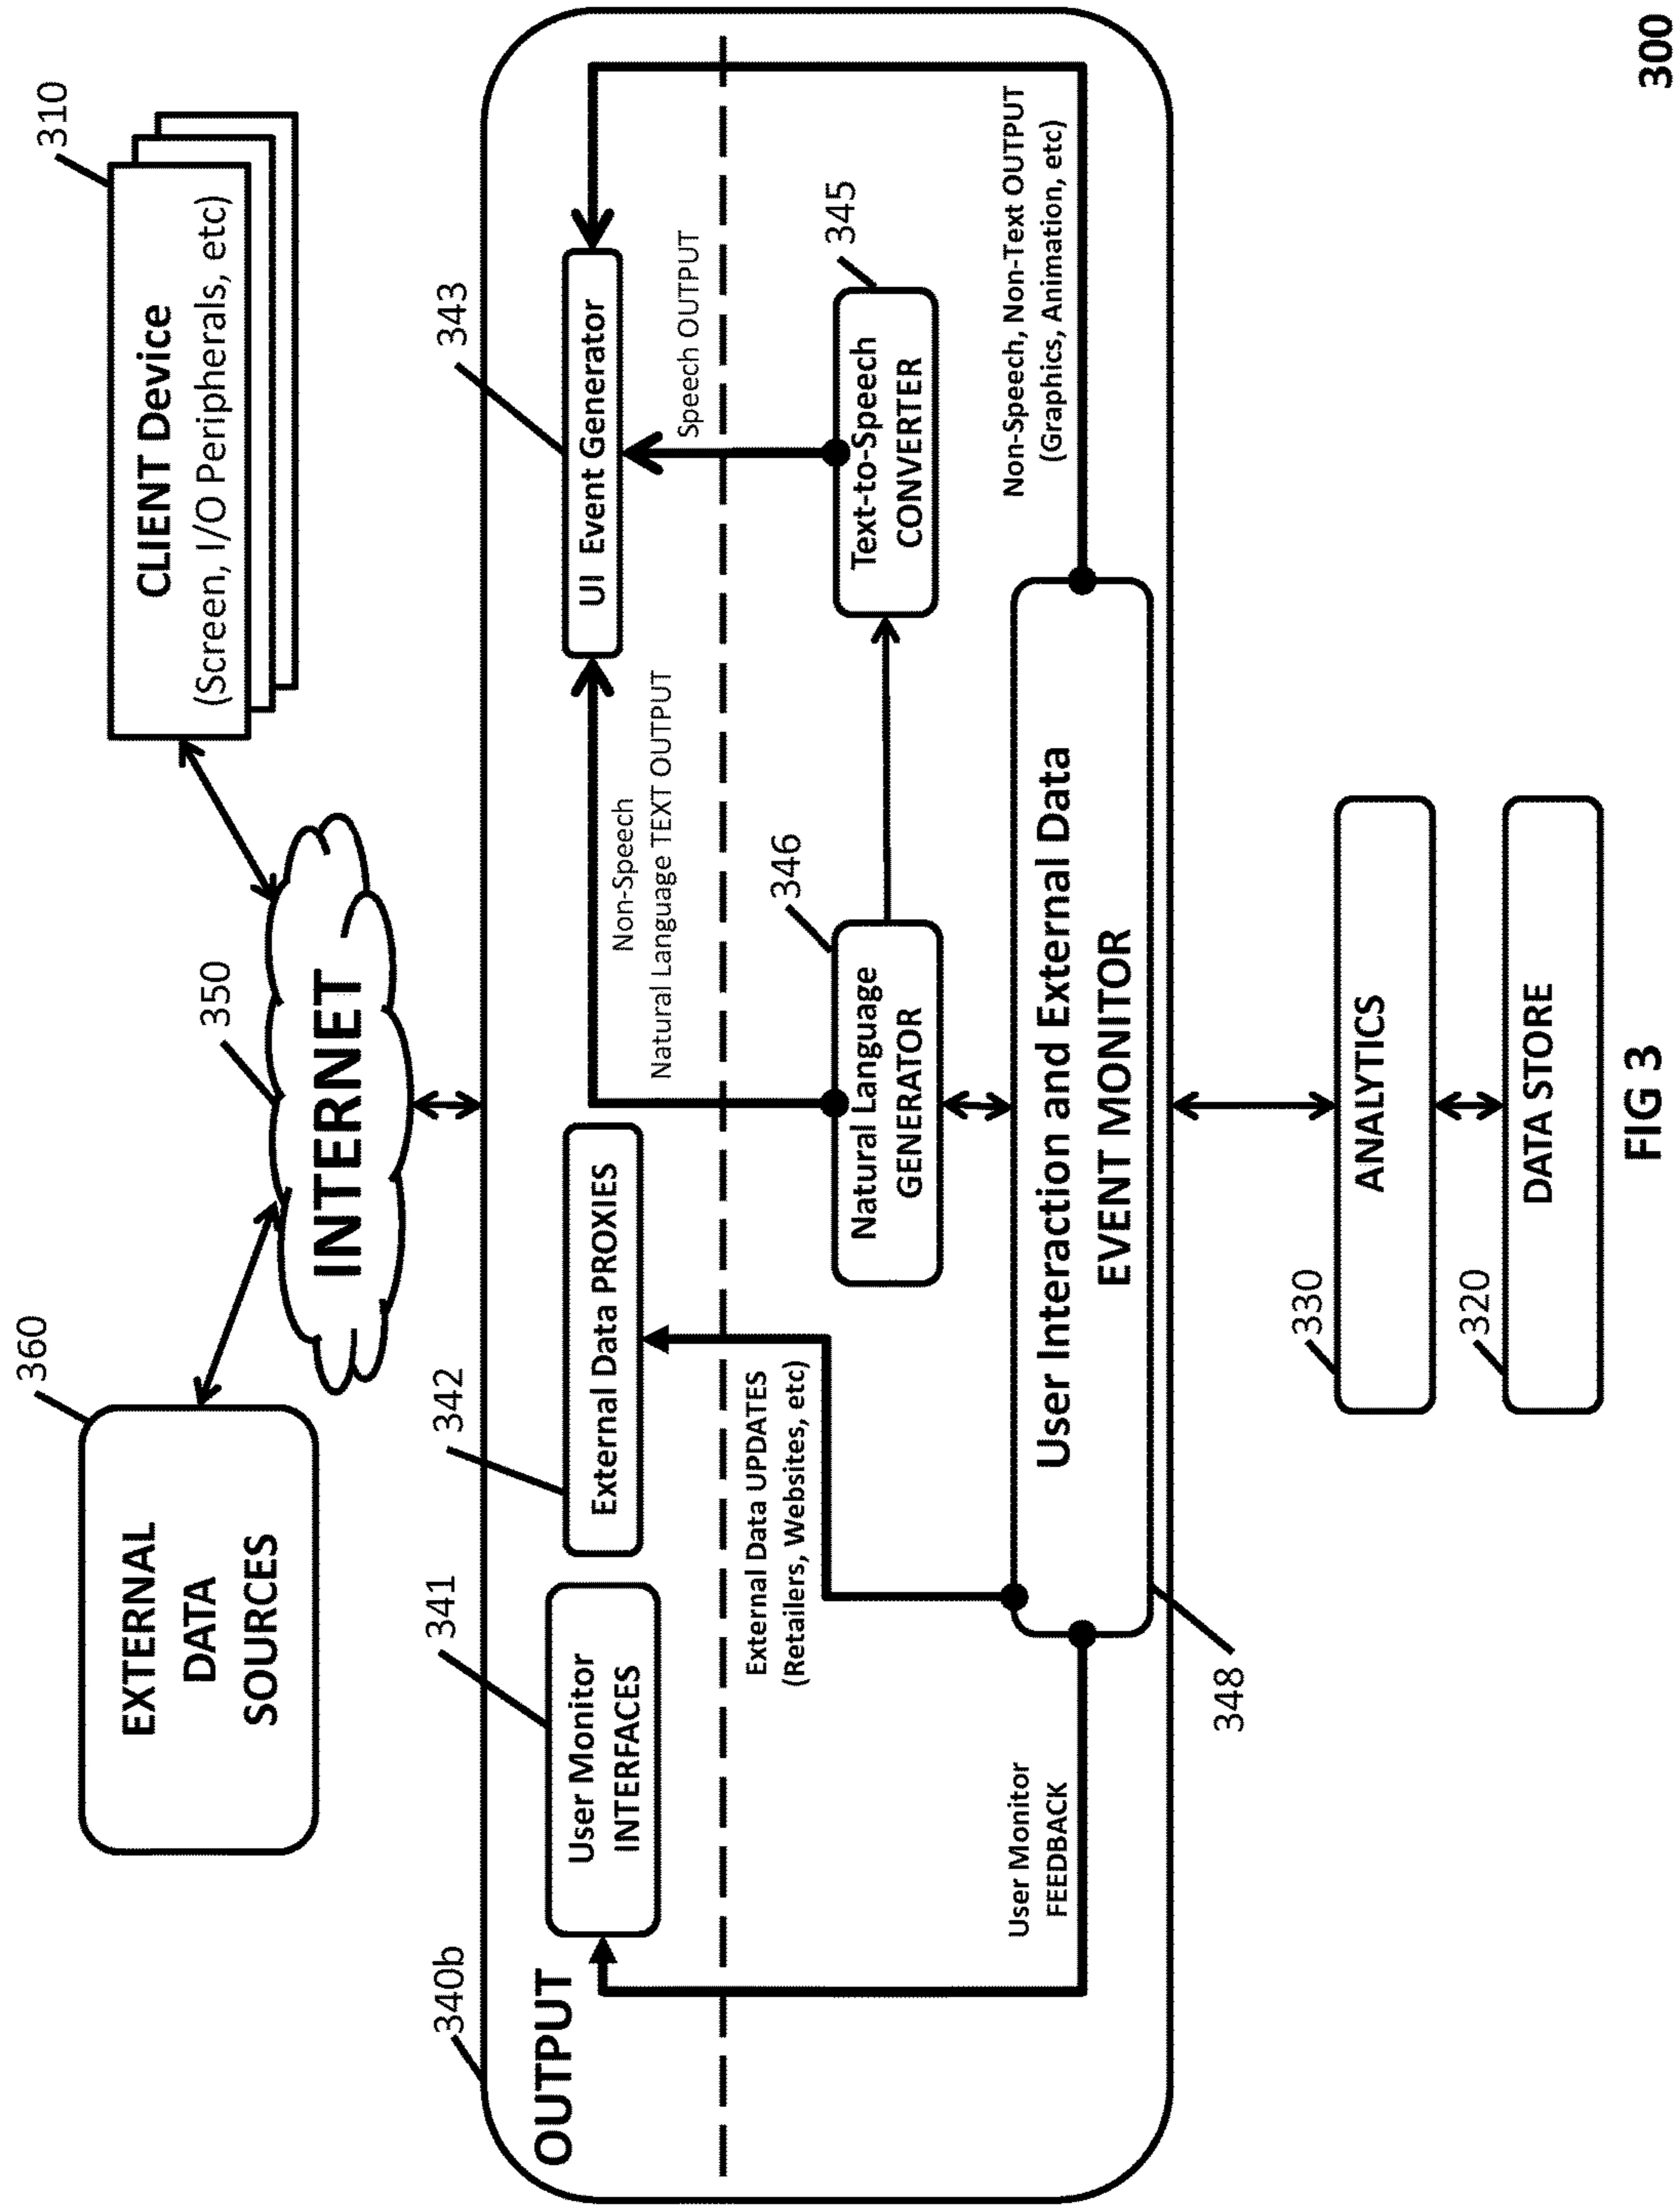 300
360
EXTERNAL
DATA
SOURCES
350
INTERNET
310
CLIENT Device
(Screen, I/O Peripherals, etc)
340b
OUTPUT
341
User Monitor
INTERFACES
342
External Data PROXIES
343
UI Event Generator
Non-Speech
Natural Language TEXT OUTPUT
Speech OUTPUT
External Data UPDATES
(Retailers, Websites, etc)
346
Natural Language
GENERATOR
345
Text-to-Speech
CONVERTER
User Monitor
FEEDBACK
Non-Speech, Non-Text OUTPUT
(Graphics, Animation, etc)
User Interaction and External Data
EVENT MONITOR
348
330
ANALYTICS
320
DATA STORE
FIG 3